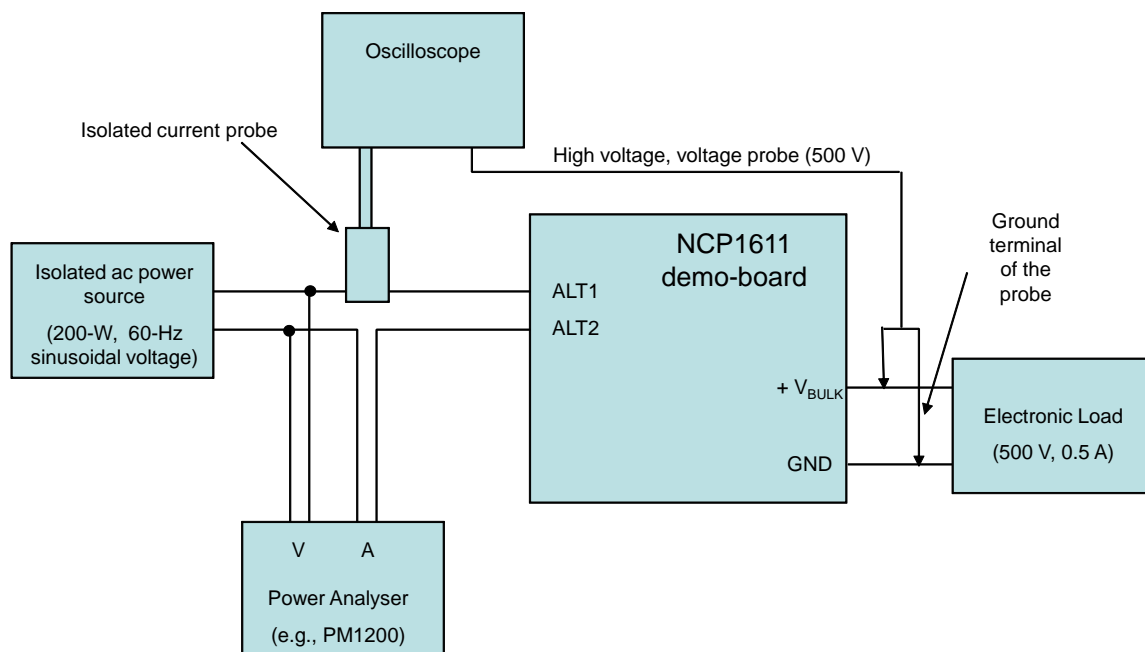 Oscilloscope
Isolated current probe
High voltage, voltage probe (500 V)
Ground
terminal
of the
probe
NCP1611
demo-board
Isolated ac power
source
(200-W, 60-Hz
sinusoidal voltage)
ALT1
ALT2
+ VBULK
GND
Electronic Load
(500 V, 0.5 A)
V A
Power Analyser
(e.g., PM1200)